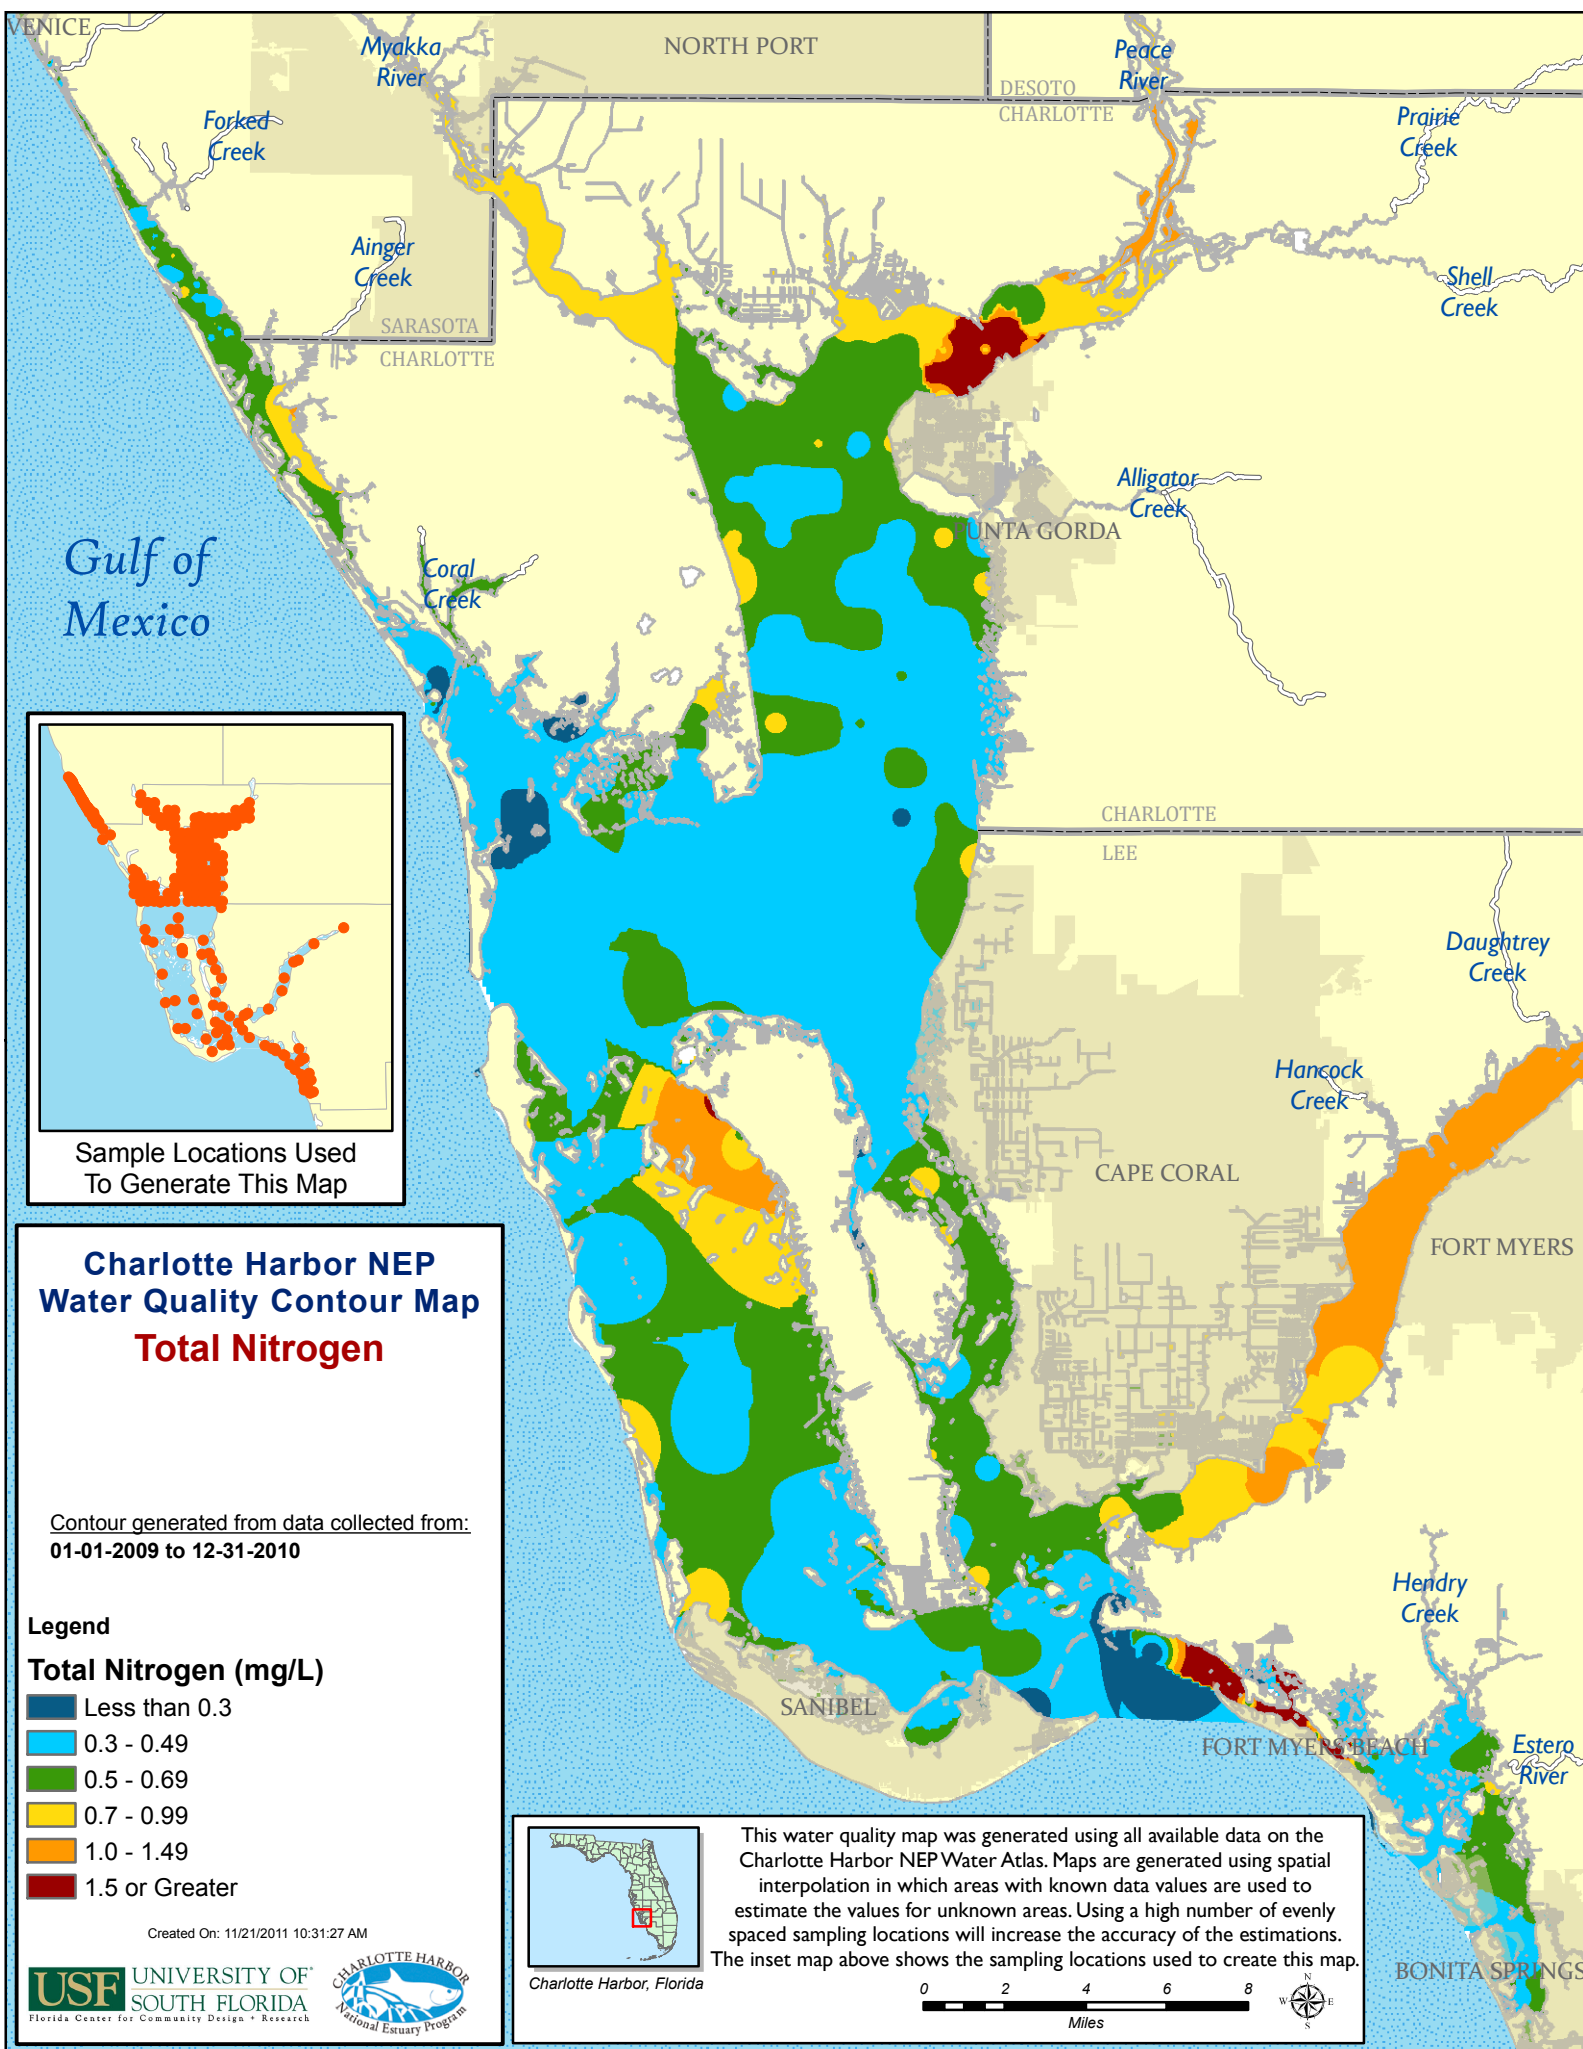 VENICE
Myakka
River
NORTH PORT
Peace
River
DESOTO
CHARLOTTE
Forked
Creek
Prairie
Creek
Ainger
Creek
Shell
Creek
SARASOTA
CHARLOTTE
Alligator
Creek
PUNTA GORDA
Gulf of
Mexico
Coral
Creek
CHARLOTTE
LEE
Daughtrey
Creek
Hancock
Creek
CAPE CORAL
FORT MYERS
Hendry
Creek
SANIBEL
FORT MYERS BEACH
Estero
River
BONITA SPRINGS
Sample Locations Used
To Generate This Map
Charlotte Harbor NEP
Water Quality Contour Map
Total Nitrogen
Contour generated from data collected from:
01-01-2009 to 12-31-2010
Legend
Total Nitrogen (mg/L)
Less than 0.3
0.3 - 0.49
0.5 - 0.69
0.7 - 0.99
1.0 - 1.49
1.5 or Greater
Created On: 11/21/2011 10:31:27 AM
USF UNIVERSITY OF
SOUTH FLORIDA
Florida Center for Community Design + Research
CHARLOTTE HARBOR
National Estuary Program
Charlotte Harbor, Florida
This water quality map was generated using all available data on the
Charlotte Harbor NEP Water Atlas. Maps are generated using spatial
interpolation in which areas with known data values are used to
estimate the values for unknown areas. Using a high number of evenly
spaced sampling locations will increase the accuracy of the estimations.
The inset map above shows the sampling locations used to create this map.
0 2 4 6 8
Miles
N
W E
S